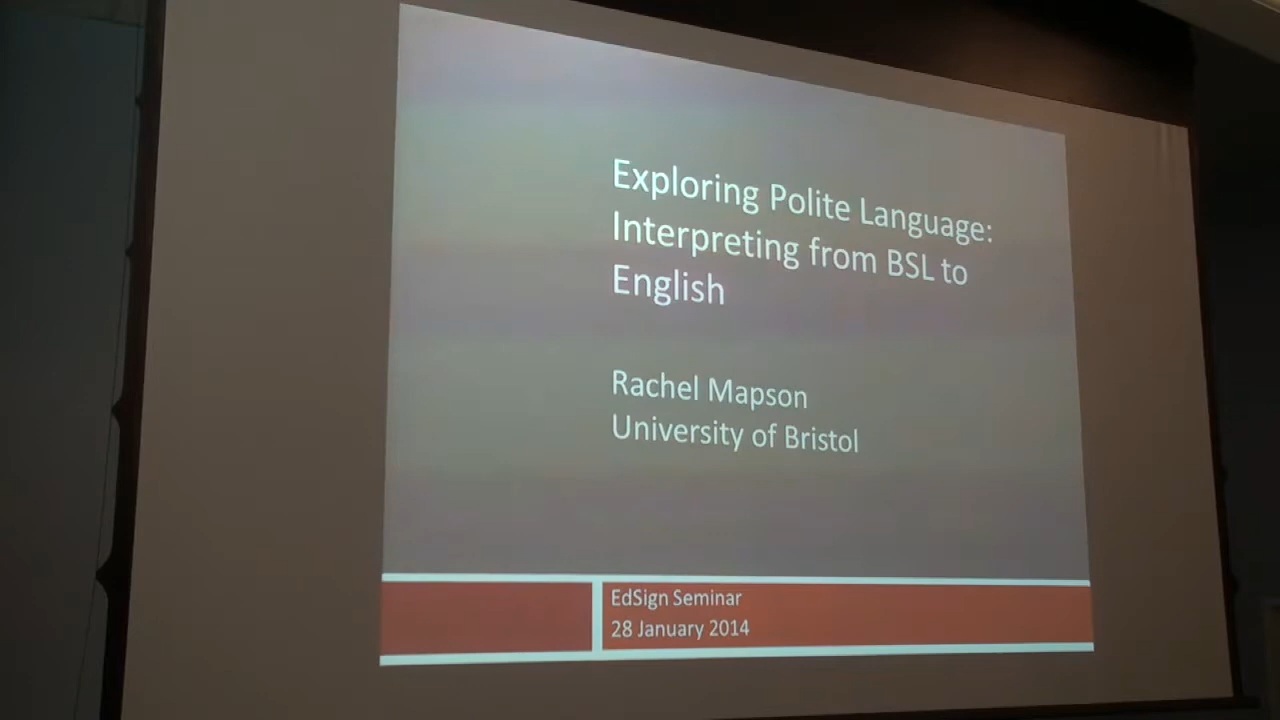 Exploring Polite Language:
Interpreting from BSL to
English
Rachel Mapson
University of Bristol
EdSign Seminar
28 January 2014